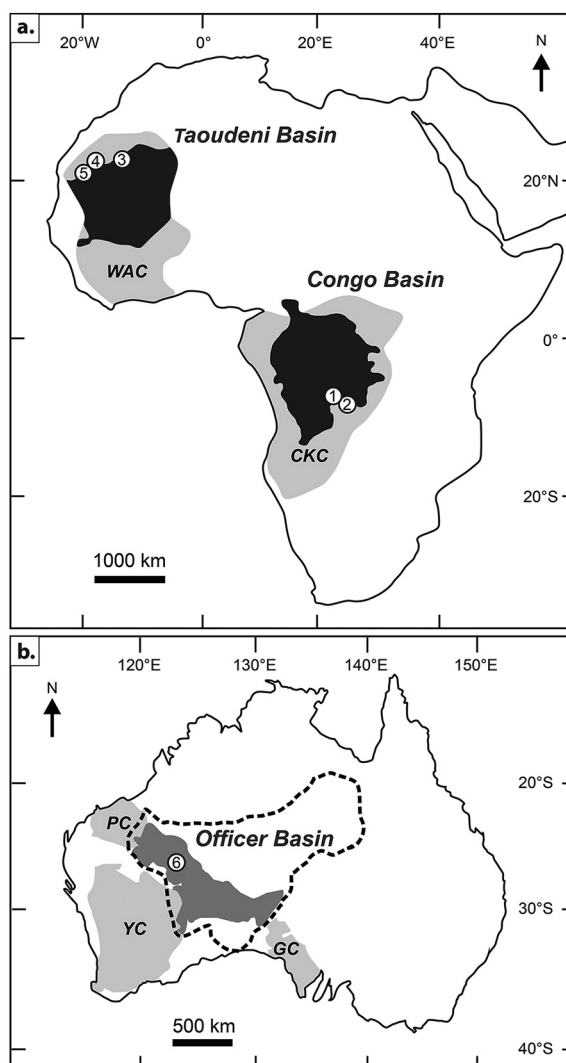 a.
20°W 0° 20°E 40°E
N
Taoudeni Basin
3
4
5
20°N
WAC
Congo Basin
0°
1
2
CKC
20°S
1000 km
b.
120°E 130°E 140°E 150°E
N
20°S
PC
Officer Basin
6
30°S
YC
GC
500 km
40°S